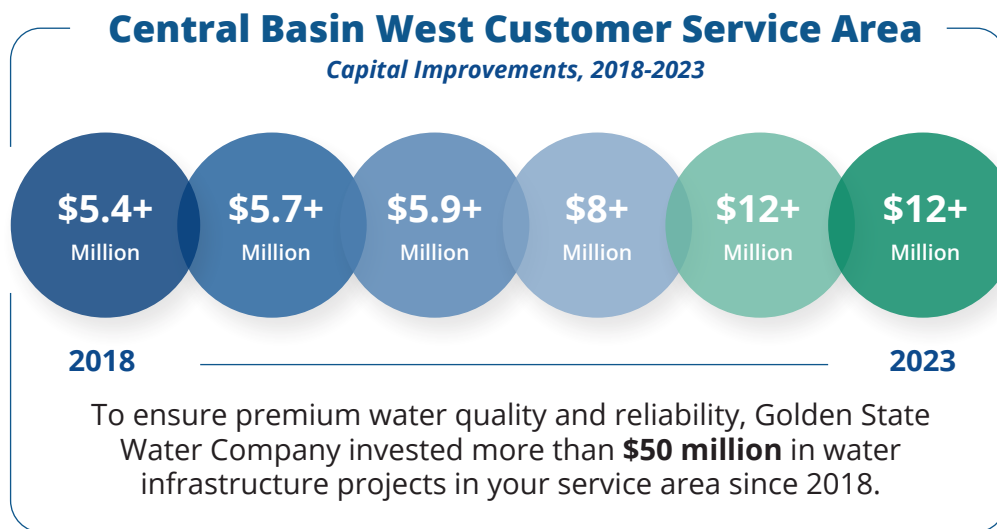 Central Basin West Customer Service Area
Capital Improvements, 2018-2023
$5.4+ $5.7+ $5.9+ $8+ $12+ $12+
Million Million Million Million Million Million
2018 2023
To ensure premium water quality and reliability, Golden State
Water Company invested more than $50 million in water
infrastructure projects in your service area since 2018.